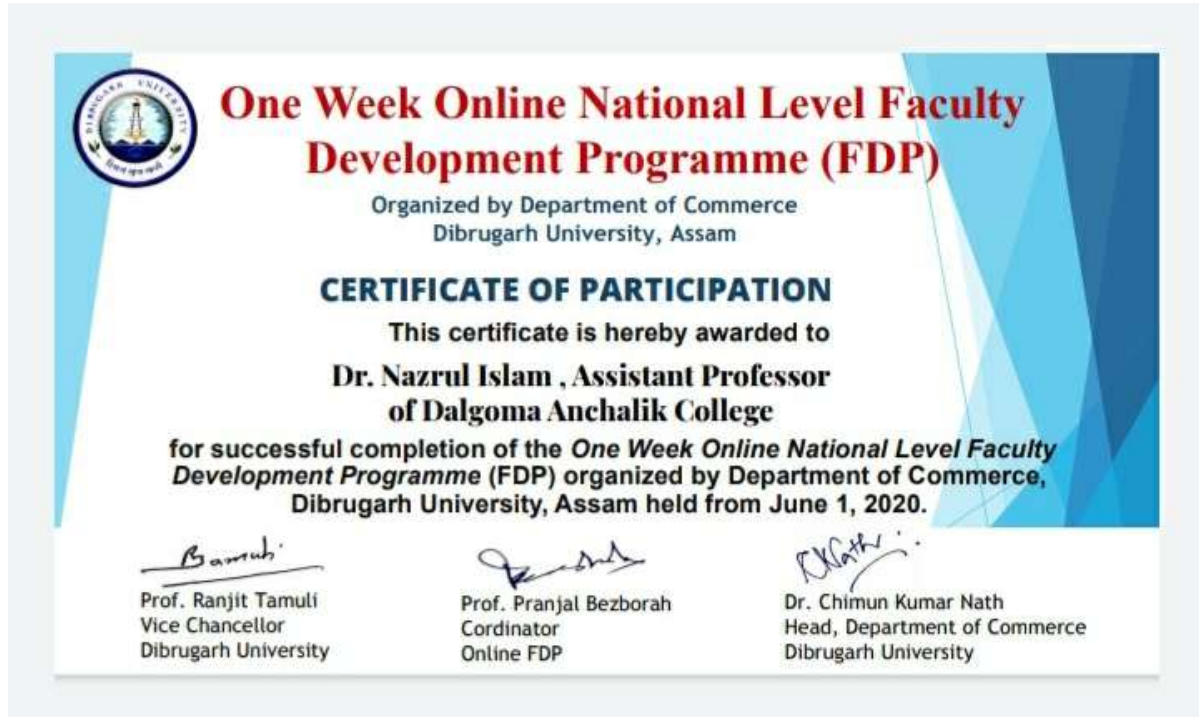 DIBRUGARH UNIVERSITY
One Week Online National Level Faculty
Development Programme (FDP)
Organized by Department of Commerce
Dibrugarh University, Assam
CERTIFICATE OF PARTICIPATION
This certificate is hereby awarded to
Dr. Nazrul Islam , Assistant Professor
of Dalgoma Anchalik College
for successful completion of the One Week Online National Level Faculty
Development Programme (FDP) organized by Department of Commerce,
Dibrugarh University, Assam held from June 1, 2020.
Prof. Ranjit Tamuli
Vice Chancellor
Dibrugarh University
Prof. Pranjal Bezborah
Cordinator
Online FDP
Dr. Chimun Kumar Nath
Head, Department of Commerce
Dibrugarh University